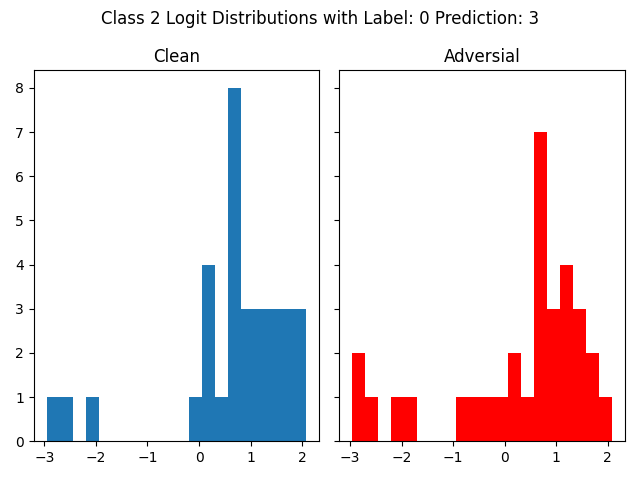 Class 2 Logit Distributions with Label: 0 Prediction: 3
Clean
Adversial
8
7
6
5
4
3
2
1
0
−3 −2 −1 0 1 2
−3 −2 −1 0 1 2